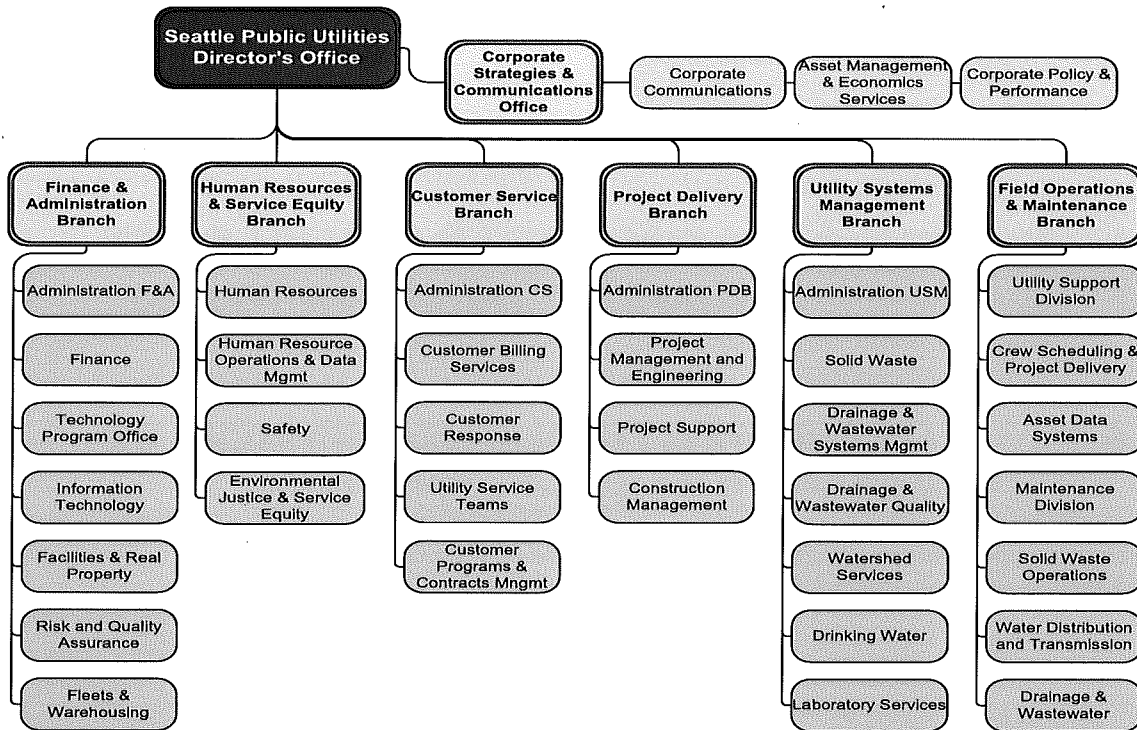 Seattle Public Utilities
Director's Office
Corporate
Strategies &
Communications
Office
Corporate
Communications
Asset Management
& Economics
Services
Corporate Policy &
Performance
Finance &
Administration
Branch
Administration F&A
Finance
Technology
Program Office
Information
Technology
Facilities & Real
Property
Risk and Quality
Assurance
Fleets &
Warehousing
Human Resources
& Service Equity
Branch
Human Resources
Human Resource
Operations & Data
Mgmt
Safety
Environmental
Justice & Service
Equity
Customer Service
Branch
Administration CS
Customer Billing
Services
Customer
Response
Utility Service
Teams
Customer
Programs &
Contracts Mngmt
Project Delivery
Branch
Administration PDB
Project
Management and
Engineering
Project Support
Construction
Management
Utility Systems
Management
Branch
Administration USM
Solid Waste
Drainage &
Wastewater
Systems Mgmt
Drainage &
Wastewater Quality
Watershed
Services
Drinking Water
Laboratory Services
Field Operations
& Maintenance
Branch
Utility Support
Division
Crew Scheduling &
Project Delivery
Asset Data
Systems
Maintenance
Division
Solid Waste
Operations
Water Distribution
and Transmission
Drainage &
Wastewater